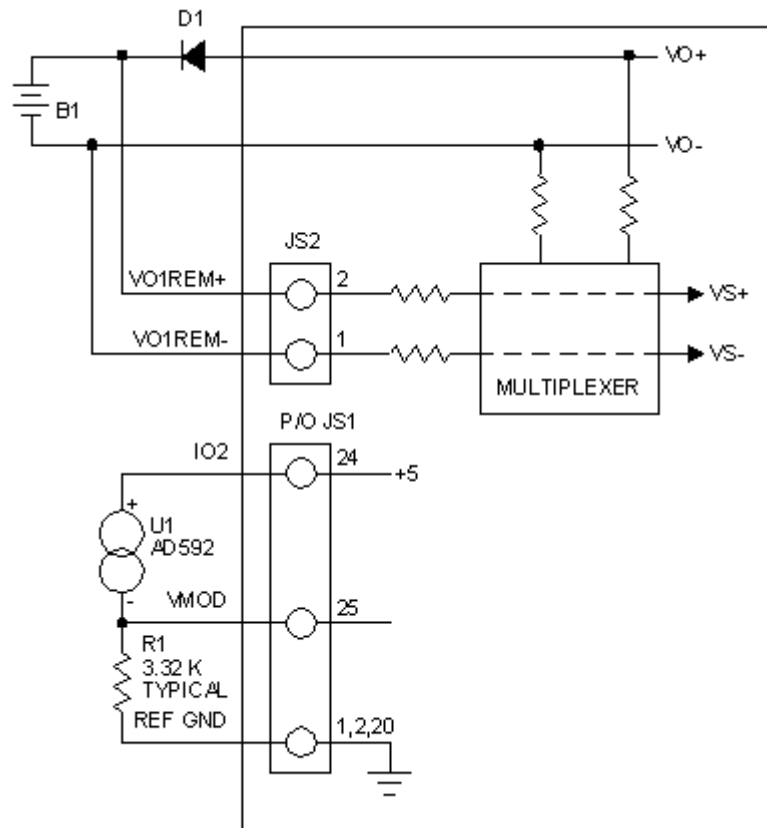 D1
VO+
B1
VO-
JS2
VO1REM+
2
VS+
VO1REM-
1
VS-
MULTIPLEXER
P/O JS1
IO2
24
+5
+
U1
AD592
-
VMOD
25
R1
3.32 K
TYPICAL
REF GND
1,2,20